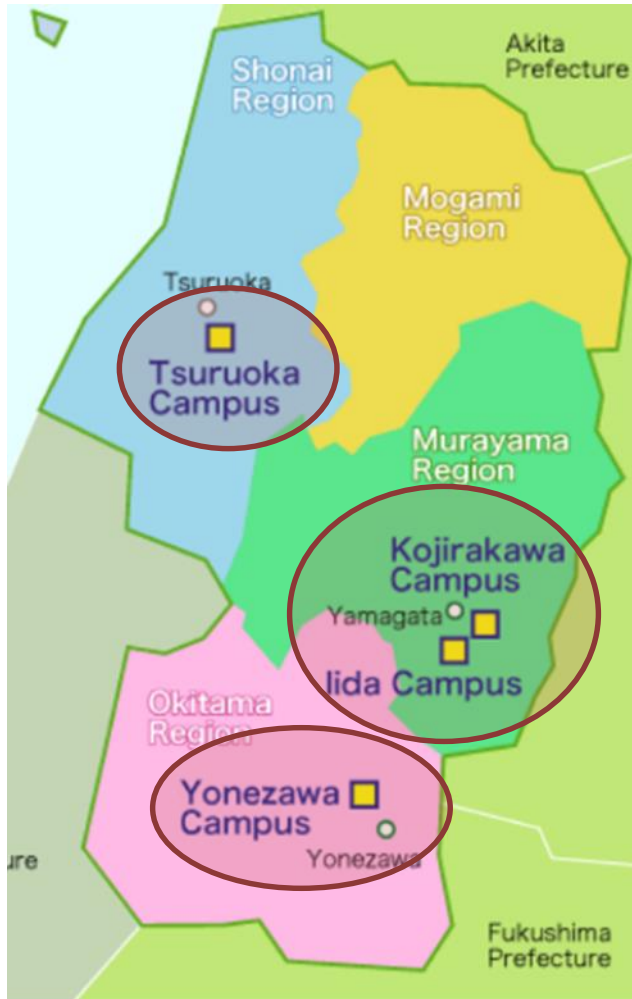 Akita
Prefecture
Shonai
Region
Mogami
Region
Tsuruoka
Tsuruoka
Campus
Murayama
Region
Kojirakawa
Campus
Yamagata
Iida Campus
Okitama
Region
Yonezawa
Campus
Yonezawa
ure
Fukushima
Prefecture